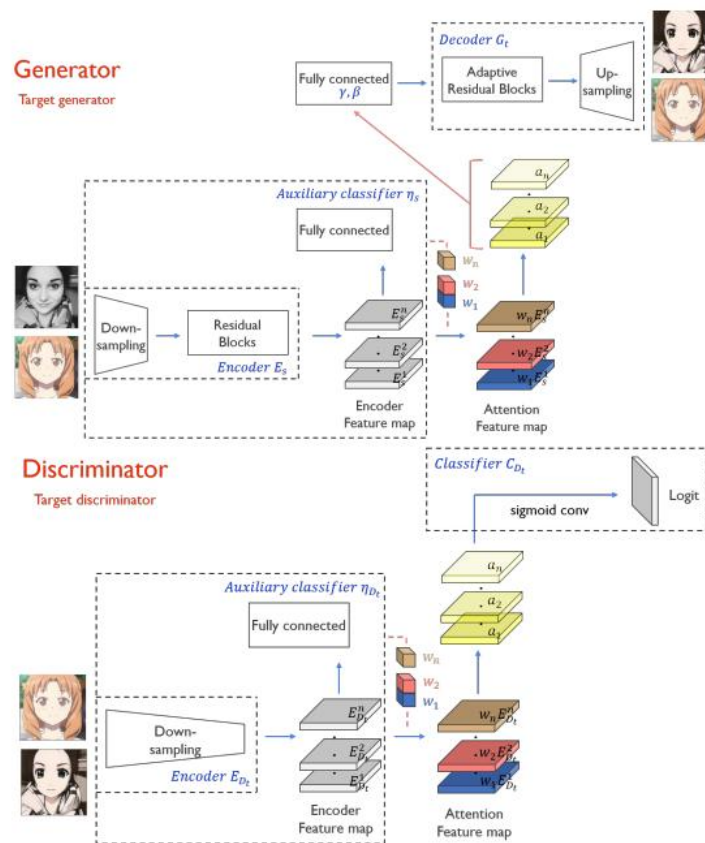 Decoder G_t
Generator
Target generator
Fully connected
γ, β
Adaptive
Residual Blocks
Up-
sampling
a_n
a_2
a_1
Auxiliary classifier η_s
Fully connected
w_n
w_2
w_1
Down-
sampling
Residual
Blocks
Encoder E_s
E_s^n
E_s^2
E_s^1
Encoder
Feature map
w_n E_s^n
w_2 E_s^2
w_1 E_s^1
Attention
Feature map
Discriminator
Target discriminator
Classifier C_{D_t}
sigmoid conv
Logit
a_n
a_2
a_1
Auxiliary classifier η_{D_t}
Fully connected
w_n
w_2
w_1
Down-
sampling
Encoder E_{D_t}
E_{D_t}^n
E_{D_t}^2
E_{D_t}^1
Encoder
Feature map
w_n E_{D_t}^n
w_2 E_{D_t}^2
Attention
Feature map